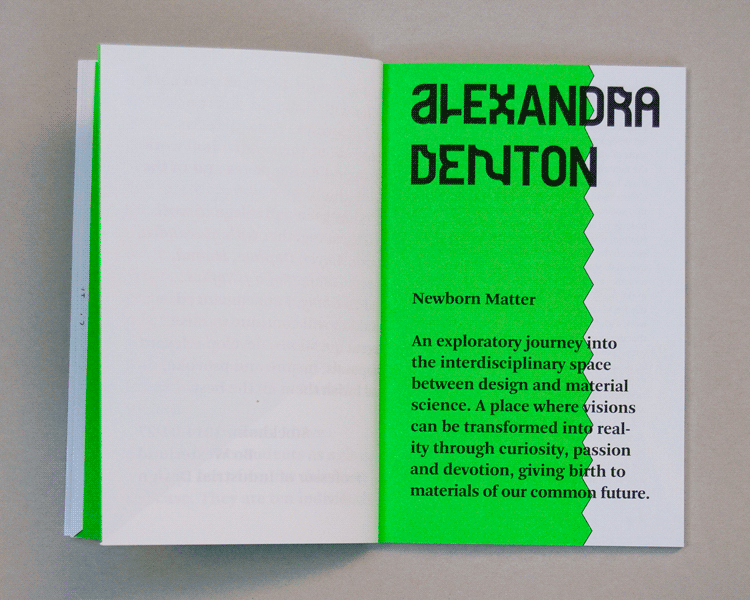 ALEXANDRA
DENTON
Newborn Matter
An exploratory journey into
the interdisciplinary space
between design and material
science. A place where visions
can be transformed into real-
ity through curiosity, passion
and devotion, giving birth to
materials of our common future.